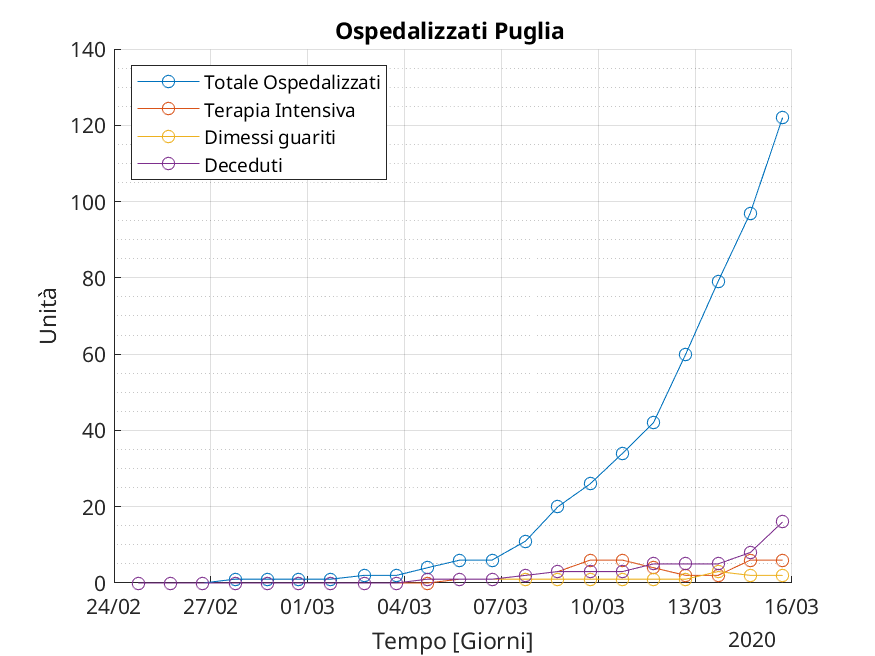 Ospedalizzati Puglia
140
120
100
80
60
40
20
0
Unità
Totale Ospedalizzati
Terapia Intensiva
Dimessi guariti
Deceduti
24/02 27/02 01/03 04/03 07/03 10/03 13/03 16/03
Tempo [Giorni]
2020